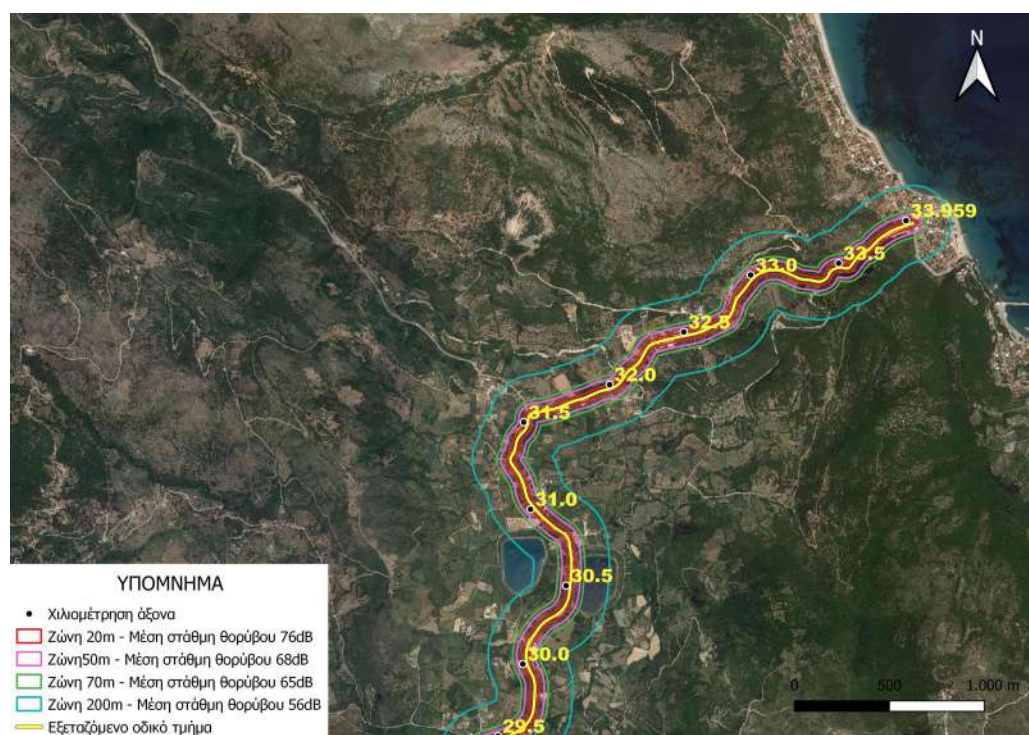 N
33.959
33.5
33.0
32.5
32.0
31.5
31.0
30.5
30.0
29.5
ΥΠΟΜΝΗΜΑ
Χιλιομέτρηση άξονα
Ζώνη 20m - Μέση στάθμη θορύβου 76dB
Ζώνη50m - Μέση στάθμη θορύβου 68dB
Ζώνη 70m - Μέση στάθμη θορύβου 65dB
Ζώνη 200m - Μέση στάθμη θορύβου 56dB
Εξεταζόμενο οδικό τμήμα
0 500 1.000 m